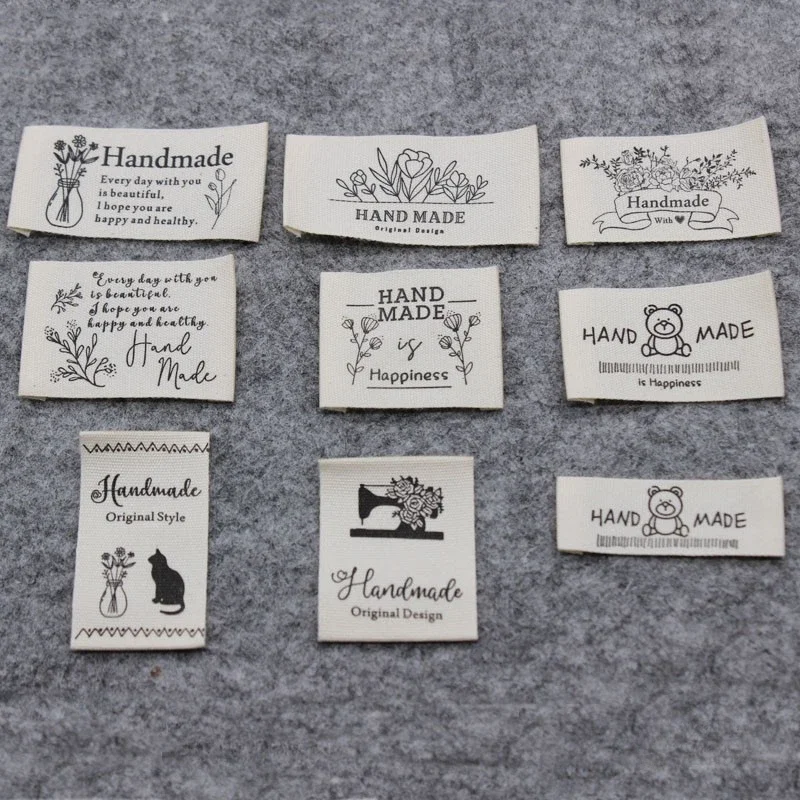 Handmade
Every day with you
is beautiful,
I hope you are
happy and healthy.
HAND MADE
Original Design
Handmade
With
Every day with you
is beautiful.
I hope you are
happy and healthy.
Hand
Made
HAND
MADE
is
Happiness
HAND MADE
is Happiness
Handmade
Original Style
Handmade
Original Design
HAND MADE